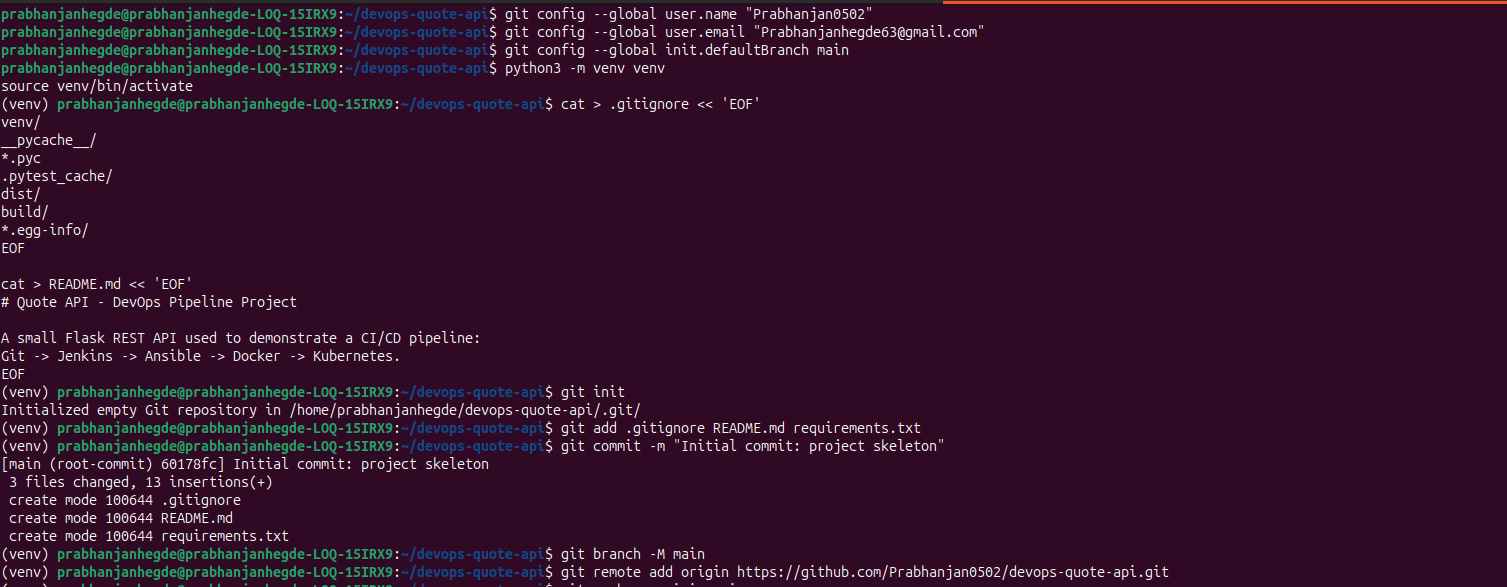 prabhanjanhegde@prabhanjanhegde-LOQ-15IRX9:~/devops-quote-api$ git config --global user.name "Prabhanjan0502"
prabhanjanhegde@prabhanjanhegde-LOQ-15IRX9:~/devops-quote-api$ git config --global user.email "Prabhanjanhegde63@gmail.com"
prabhanjanhegde@prabhanjanhegde-LOQ-15IRX9:~/devops-quote-api$ git config --global init.defaultBranch main
prabhanjanhegde@prabhanjanhegde-LOQ-15IRX9:~/devops-quote-api$ python3 -m venv venv
source venv/bin/activate
(venv) prabhanjanhegde@prabhanjanhegde-LOQ-15IRX9:~/devops-quote-api$ cat > .gitignore << 'EOF'
venv/
__pycache__/
*.pyc
.pytest_cache/
dist/
build/
*.egg-info/
EOF

cat > README.md << 'EOF'
# Quote API - DevOps Pipeline Project

A small Flask REST API used to demonstrate a CI/CD pipeline:
Git -> Jenkins -> Ansible -> Docker -> Kubernetes.
EOF
(venv) prabhanjanhegde@prabhanjanhegde-LOQ-15IRX9:~/devops-quote-api$ git init
Initialized empty Git repository in /home/prabhanjanhegde/devops-quote-api/.git/
(venv) prabhanjanhegde@prabhanjanhegde-LOQ-15IRX9:~/devops-quote-api$ git add .gitignore README.md requirements.txt
(venv) prabhanjanhegde@prabhanjanhegde-LOQ-15IRX9:~/devops-quote-api$ git commit -m "Initial commit: project skeleton"
[main (root-commit) 60178fc] Initial commit: project skeleton
 3 files changed, 13 insertions(+)
 create mode 100644 .gitignore
 create mode 100644 README.md
 create mode 100644 requirements.txt
(venv) prabhanjanhegde@prabhanjanhegde-LOQ-15IRX9:~/devops-quote-api$ git branch -M main
(venv) prabhanjanhegde@prabhanjanhegde-LOQ-15IRX9:~/devops-quote-api$ git remote add origin https://github.com/Prabhanjan0502/devops-quote-api.git